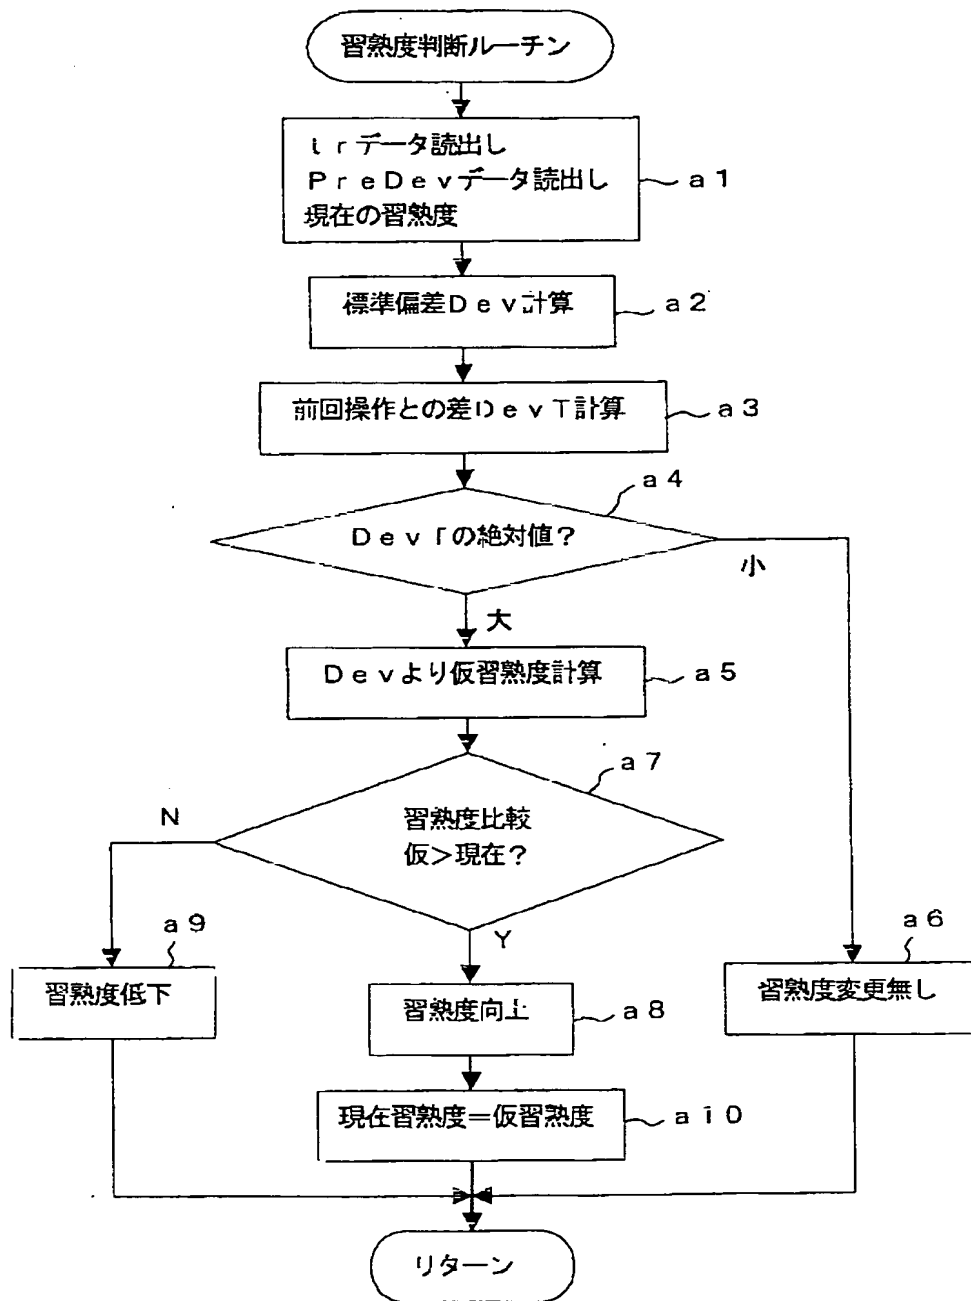 習熟度判断ルーチン
trデータ読出し
PreDevデータ読出し
現在の習熟度
a1
標準偏差Dev計算
a2
前回操作との差DevT計算
a3
a4
DevTの絶対値?
小
大
Devより仮習熟度計算
a5
a7
N
習熟度比較
仮>現在?
a9
Y
a6
習熟度低下
習熟度向上
a8
習熟度変更無し
現在習熟度=仮習熟度
a10
リターン